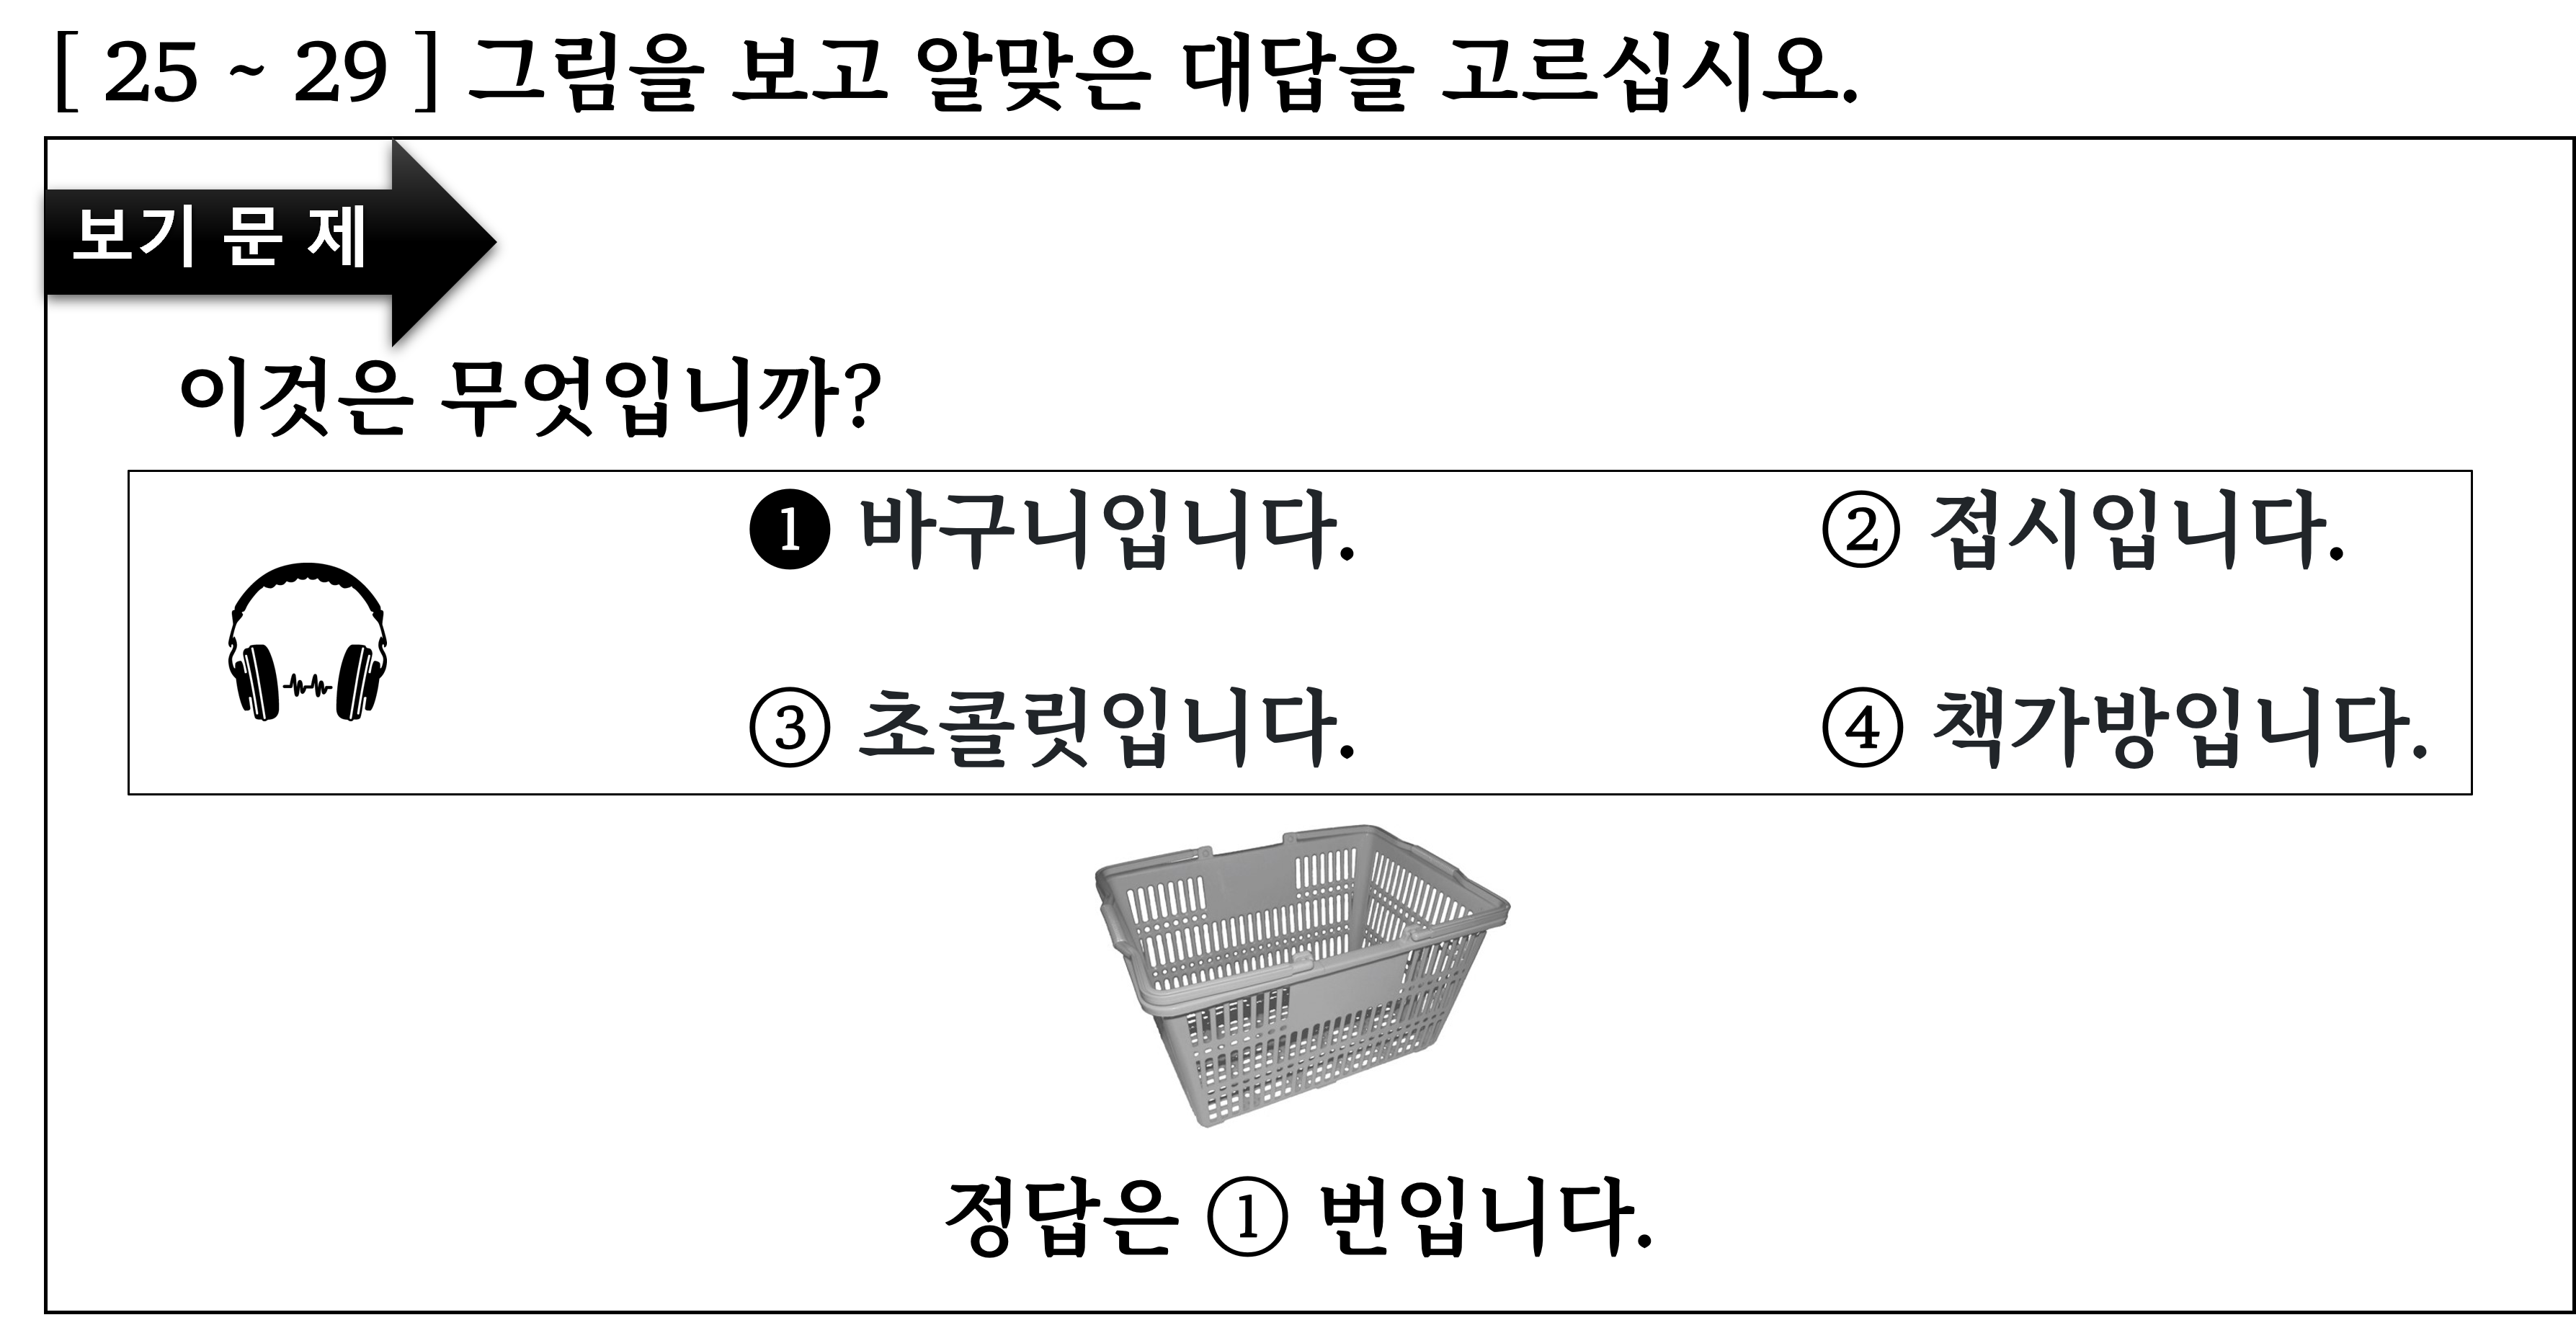 [ 25 ~ 29 ] 그림을 보고 알맞은 대답을 고르십시오.
보기 문 제
이것은 무엇입니까?
❶ 바구니입니다. ② 접시입니다.
③ 초콜릿입니다. ④ 책가방입니다.
정답은 ① 번입니다.